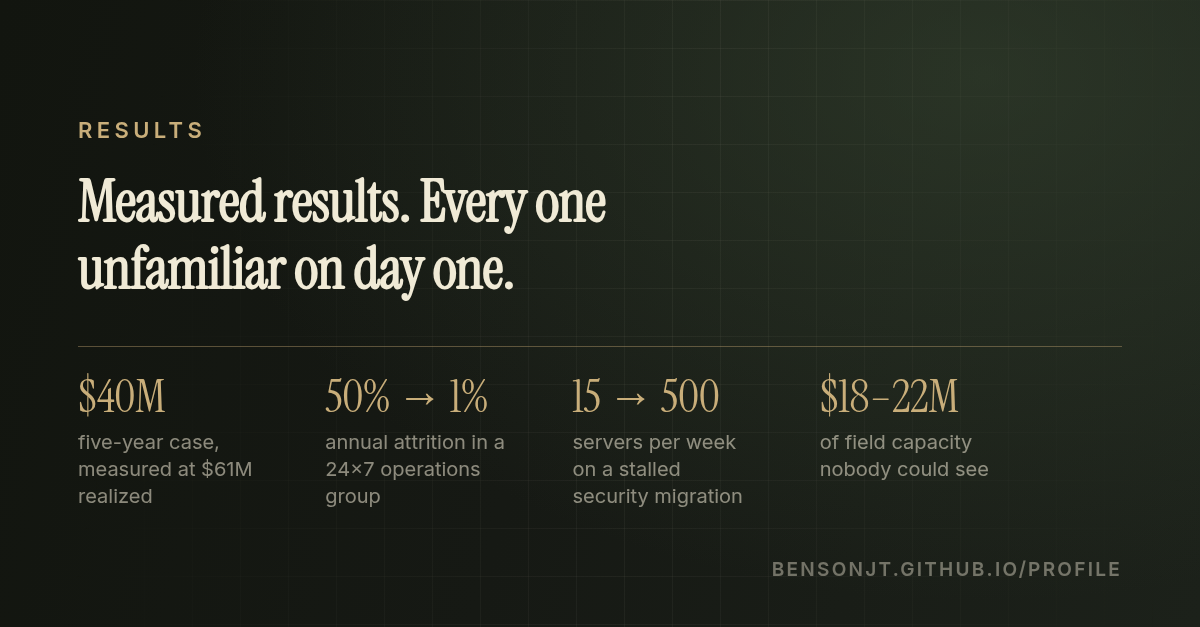 RESULTS
Measured results. Every one
unfamiliar on day one.
$40M
five-year case,
measured at $61M
realized
50% → 1%
annual attrition in a
24×7 operations
group
15 → 500
servers per week
on a stalled
security migration
$18–22M
of field capacity
nobody could see
BENSONJT.GITHUB.IO/PROFILE